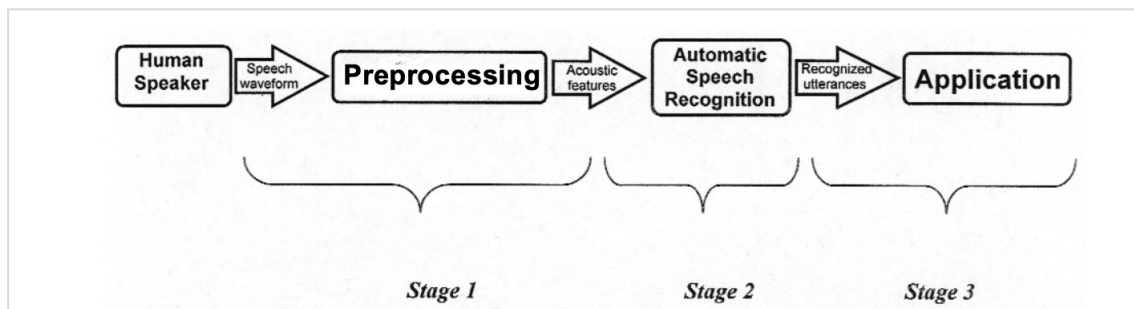 Human
Speaker
Speech
waveform
Preprocessing
Acoustic
features
Automatic
Speech
Recognition
Recognized
utterances
Application
Stage 1
Stage 2
Stage 3